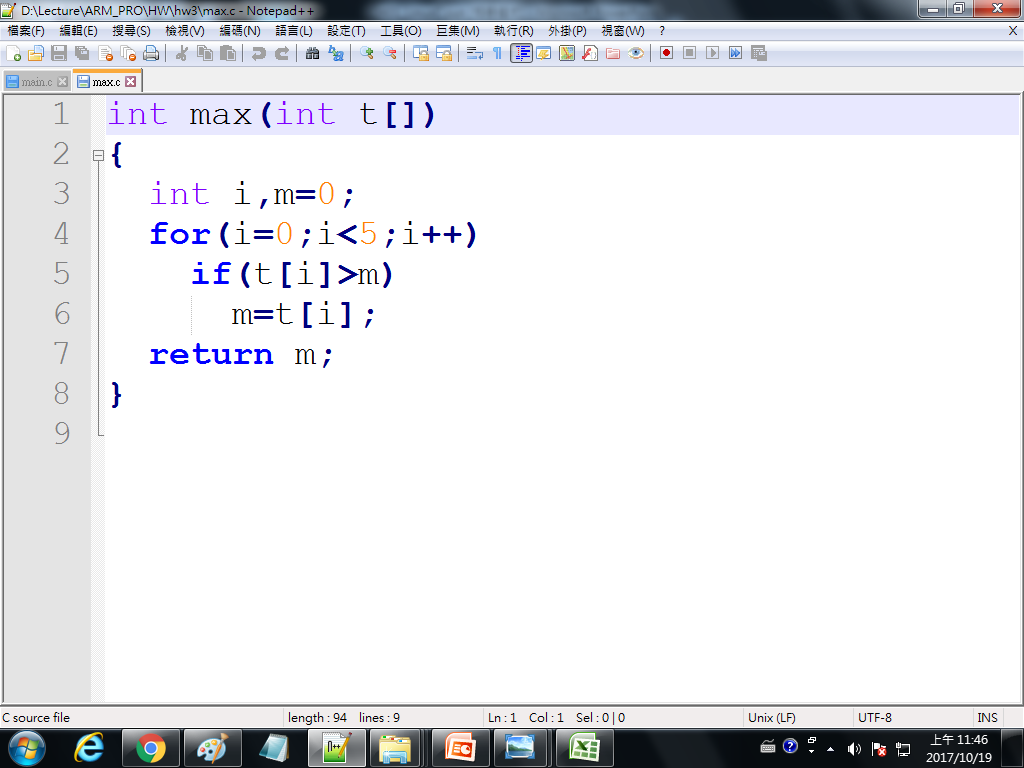 D:\Lecture\ARM_PRO\HW\hw3\max.c - Notepad++
檔案(F) 編輯(E) 搜尋(S) 檢視(V) 編碼(N) 語言(L) 設定(T) 工具(O) 巨集(M) 執行(R) 外掛(P) 視窗(W) ? X
main.c max.c
1 int max(int t[])
2 {
3 int i,m=0;
4 for(i=0;i<5;i++)
5 if(t[i]>m)
6 m=t[i];
7 return m;
8 }
9
C source file length : 94 lines : 9 Ln : 1 Col : 1 Sel : 0 | 0 Unix (LF) UTF-8 INS
上午 11:46
2017/10/19